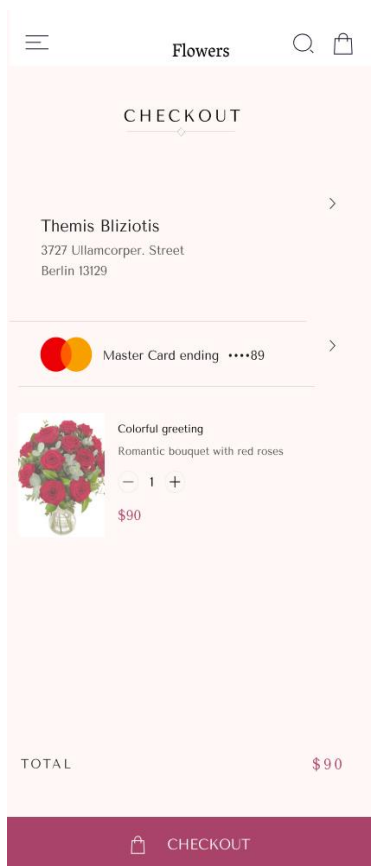 Flowers
CHECKOUT
Themis Bliziotis
3727 Ullamcorper. Street
Berlin 13129
Master Card ending ••••89
Colorful greeting
Romantic bouquet with red roses
− 1 +
$90
TOTAL $90
CHECKOUT